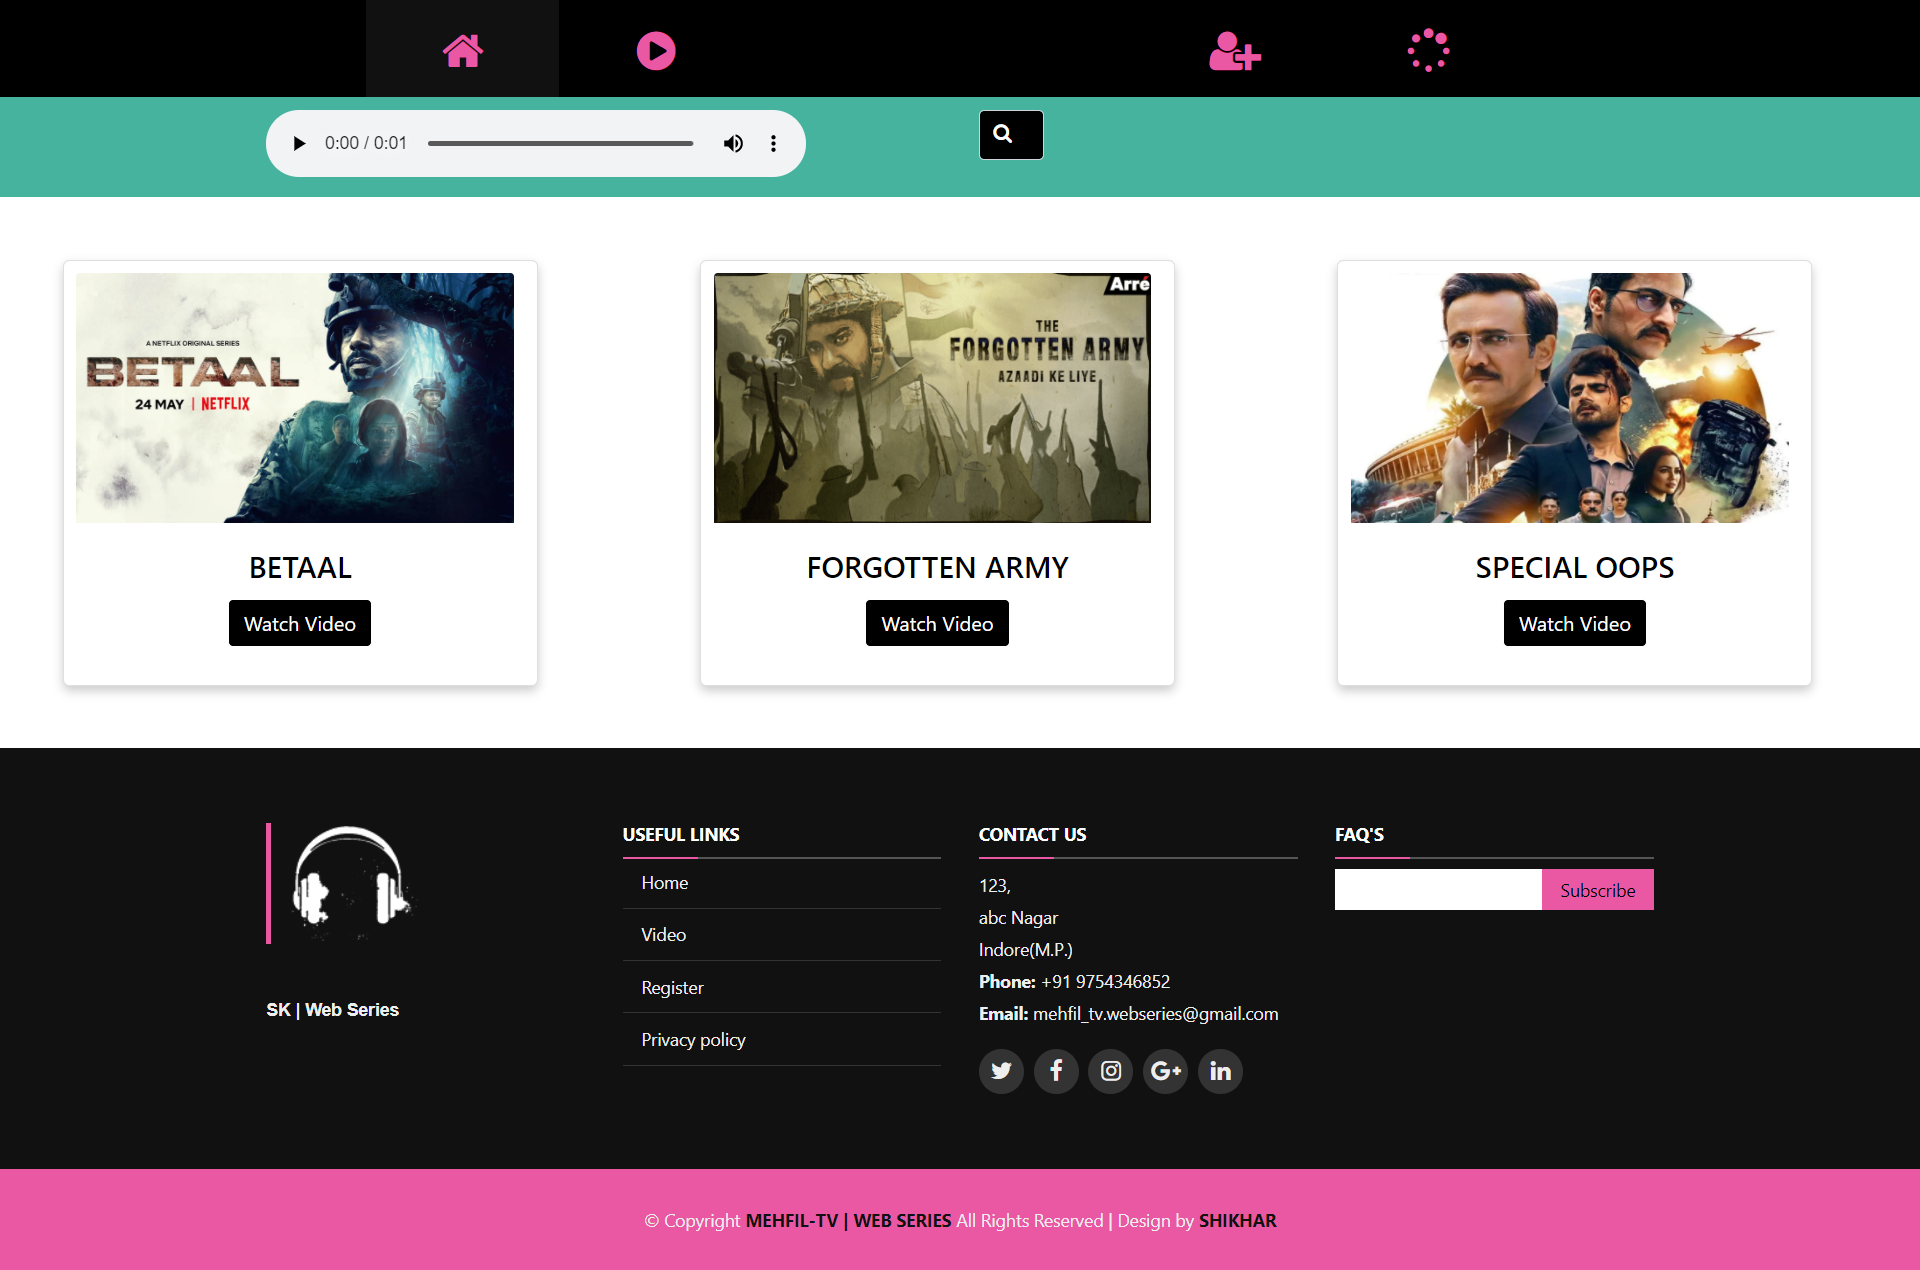 0:00 / 0:01
A NETFLIX ORIGINAL SERIES
BETAAL
24 MAY | NETFLIX
Arré
THE
FORGOTTEN ARMY
AZAADI KE LIYE
BETAAL
Watch Video
FORGOTTEN ARMY
Watch Video
SPECIAL OOPS
Watch Video
SK | Web Series
USEFUL LINKS
Home
Video
Register
Privacy policy
CONTACT US
123,
abc Nagar
Indore(M.P.)
Phone: +91 9754346852
Email: mehfil_tv.webseries@gmail.com
FAQ'S
Subscribe
© Copyright MEHFIL-TV | WEB SERIES All Rights Reserved | Design by SHIKHAR